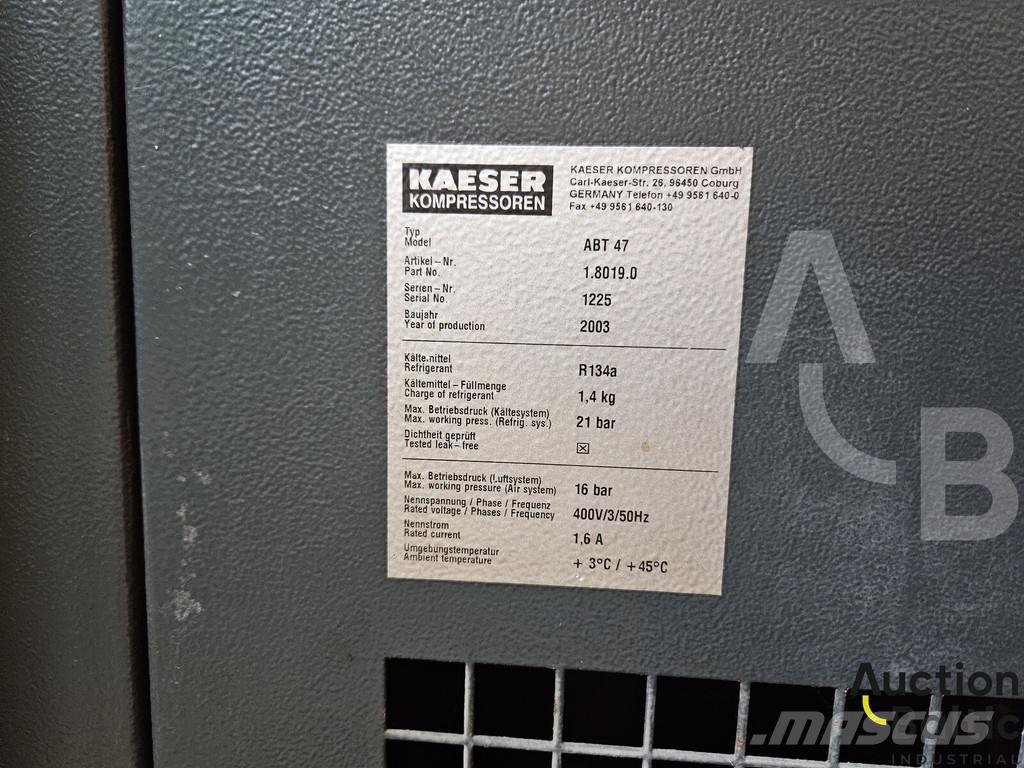 KAESER
KOMPRESSOREN
KAESER KOMPRESSOREN GmbH
Carl-Kaeser-Str. 26, 96450 Coburg
GERMANY Telefon +49 9561 640-0
Fax +49 9561 640-130
Typ
Model ABT 47
Artikel – Nr.
Part No. 1.8019.0
Serien – Nr.
Serial No. 1225
Baujahr
Year of production 2003
Kältemittel
Refrigerant R134a
Kältemittel – Füllmenge
Charge of refrigerant 1,4 kg
Max. Betriebsdruck (Kältesystem)
Max. working press. (Refrig. sys.) 21 bar
Dichtheit geprüft
Tested leak – free ☒
Max. Betriebsdruck (Luftsystem)
Max. working pressure (Air system) 16 bar
Nennspannung / Phase / Frequenz
Rated voltage / Phases / Frequency 400V/3/50Hz
Nennstrom
Rated current 1,6 A
Umgebungstemperatur
Ambient temperature + 3°C / +45°C
A
B
Auction
Baltic
mascus
INDUSTRIAL